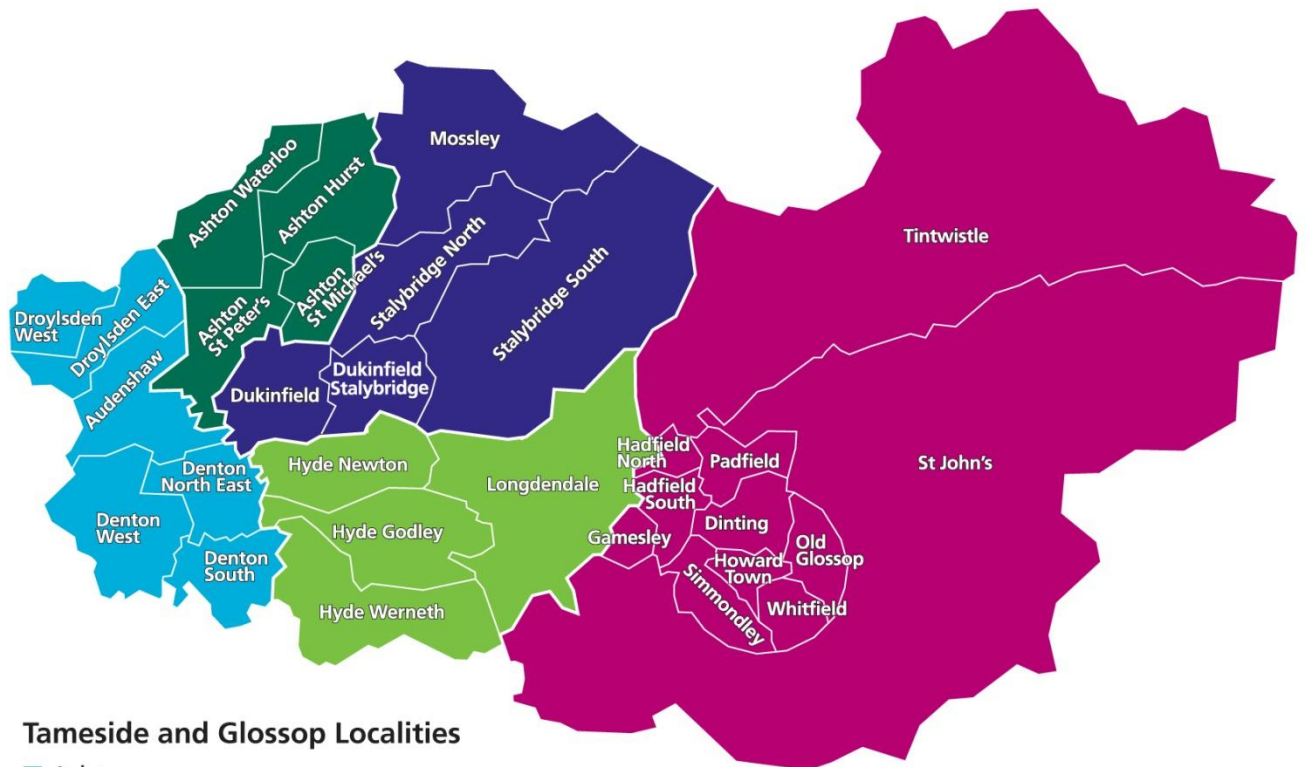 Mossley
Ashton Waterloo
Ashton Hurst
Tintwistle
Stalybridge North
Stalybridge South
Ashton
St Michael's
Ashton
St Peter's
Droylsden
West
Droylsden East
Audenshaw
Dukinfield
Dukinfield
Stalybridge
Hadfield
North
Padfield
St John's
Hyde Newton
Denton
North East
Longdendale
Hadfield
South
Denton
West
Hyde Godley
Gamesley
Dinting
Old
Glossop
Denton
South
Howard
Town
Simmondley
Whitfield
Hyde Werneth
Tameside and Glossop Localities